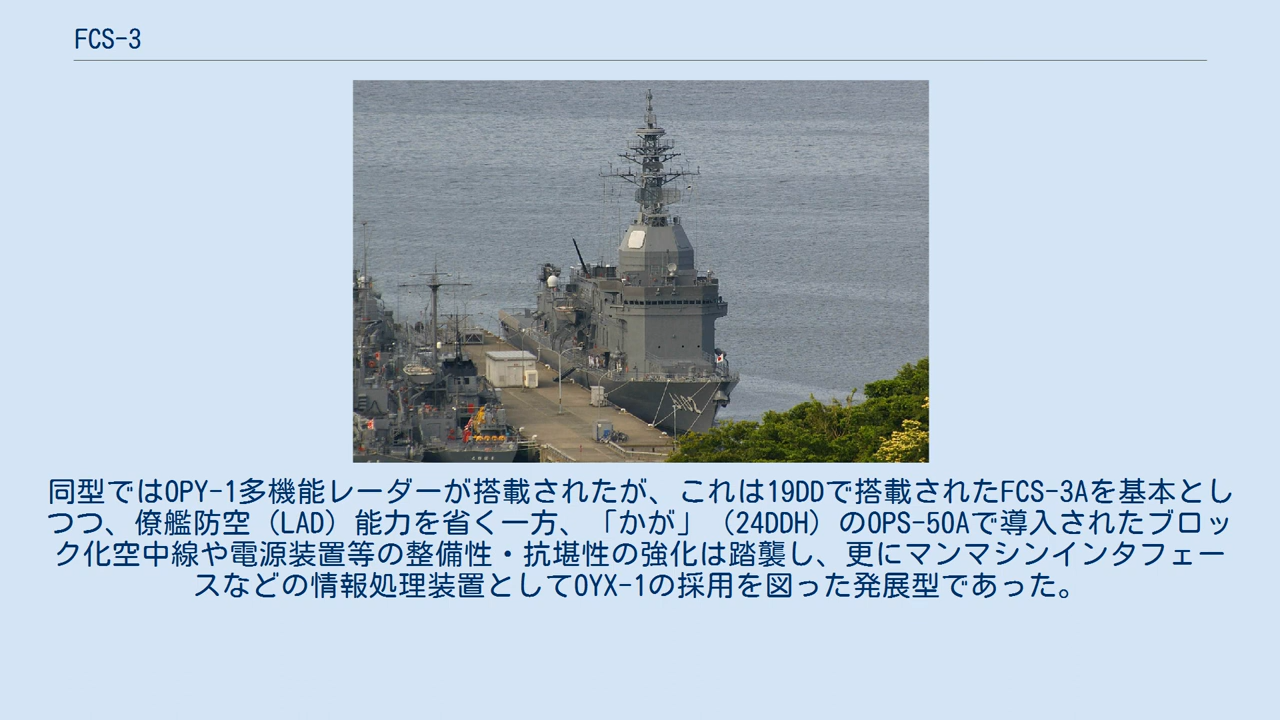 FCS-3
6102
同型ではOPY-1多機能レーダーが搭載されたが、これは19DDで搭載されたFCS-3Aを基本とし
つつ、僚艦防空（LAD）能力を省く一方、「かが」（24DDH）のOPS-50Aで導入されたブロッ
ク化空中線や電源装置等の整備性・抗堪性の強化は踏襲し、更にマンマシンインタフェー
スなどの情報処理装置としてOYX-1の採用を図った発展型であった。